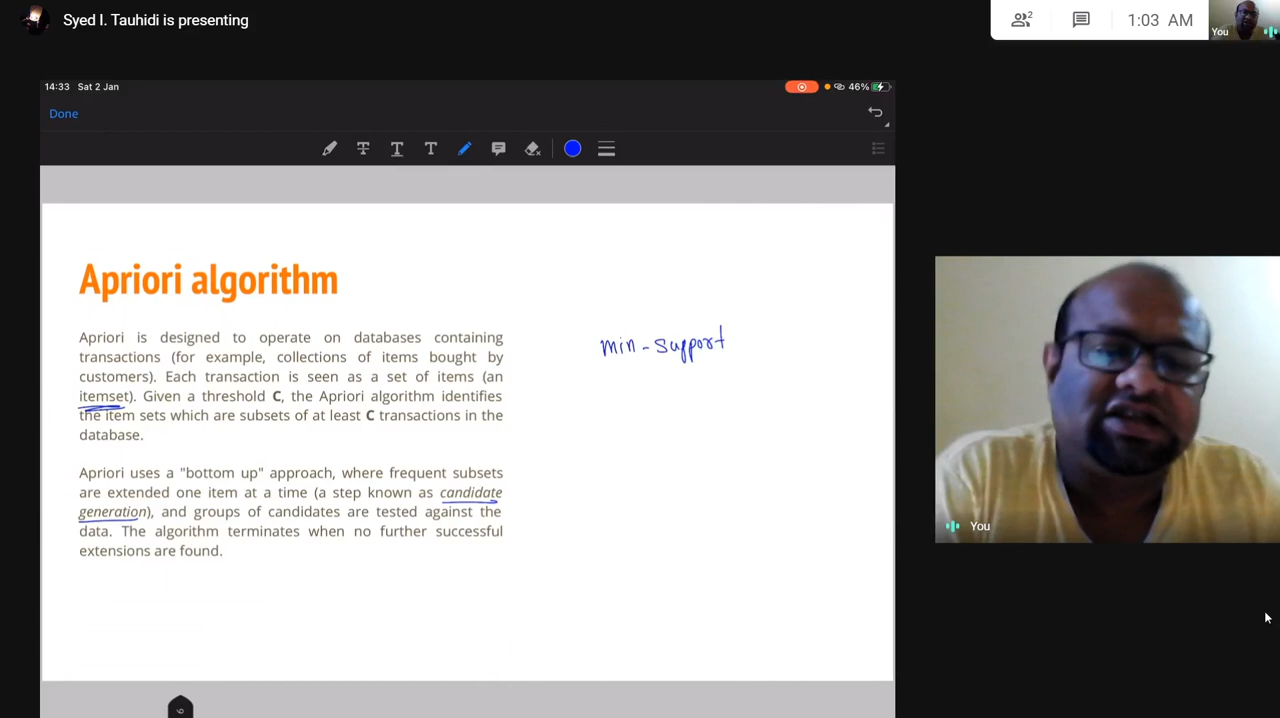 Syed I. Tauhidi is presenting
2
1:03 AM
You
14:33 Sat 2 Jan
46%
Done
T T T
Apriori algorithm
Apriori is designed to operate on databases containing
transactions (for example, collections of items bought by
customers). Each transaction is seen as a set of items (an
itemset). Given a threshold C, the Apriori algorithm identifies
the item sets which are subsets of at least C transactions in the
database.
Apriori uses a "bottom up" approach, where frequent subsets
are extended one item at a time (a step known as candidate
generation), and groups of candidates are tested against the
data. The algorithm terminates when no further successful
extensions are found.
min-support
You